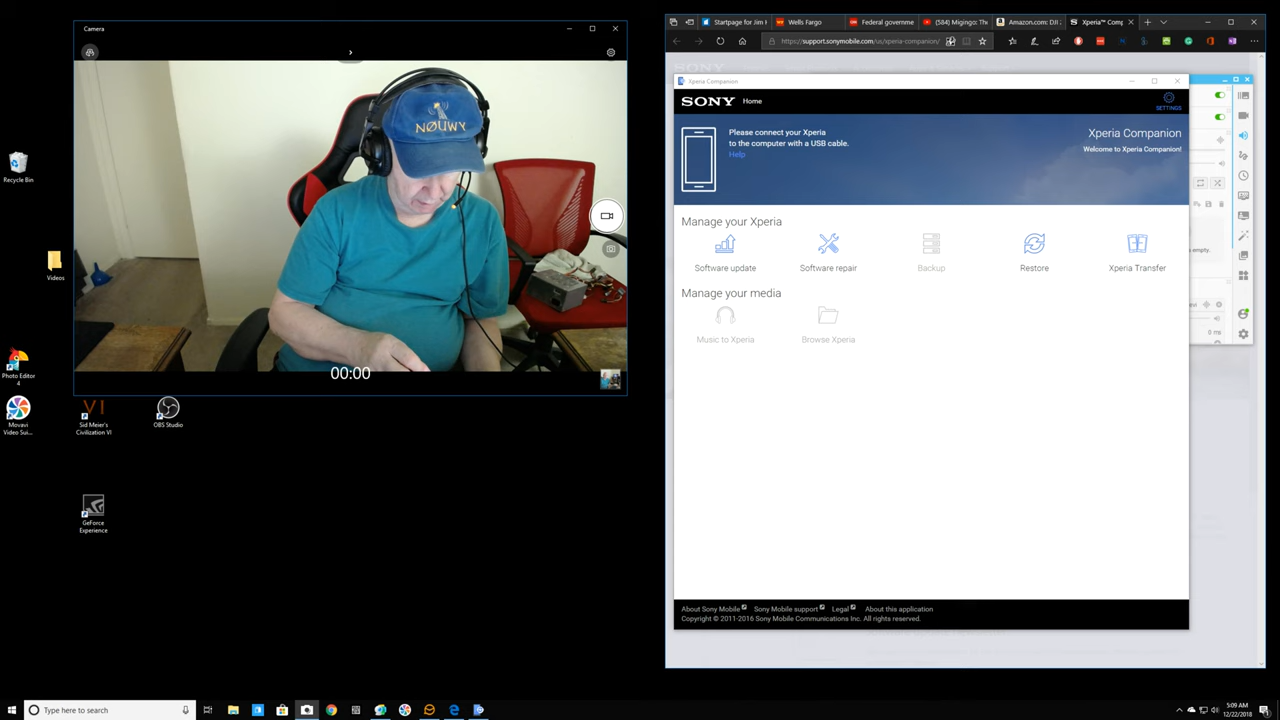 Camera
NØUWY
00:00
Recycle Bin
Videos
Photo Editor
4
Movavi
Video Sui...
Sid Meier's
Civilization VI
OBS Studio
GeForce
Experience
Startpage for Jim
Wells Fargo
Federal governme
(584) Migingo: Th
Amazon.com: DJI
Xperia™ Comp
https://support.sonymobile.com/us/xperia-companion/
Xperia Companion
SONY
Home
SETTINGS
Please connect your Xperia
to the computer with a USB cable.
Help
Xperia Companion
Welcome to Xperia Companion!
Manage your Xperia
Software update
Software repair
Backup
Restore
Xperia Transfer
Manage your media
Music to Xperia
Browse Xperia
empty.
0 ms
About Sony Mobile
Sony Mobile support
Legal
About this application
Copyright © 2011-2016 Sony Mobile Communications Inc. All rights reserved.
Type here to search
5:09 AM
12/22/2018